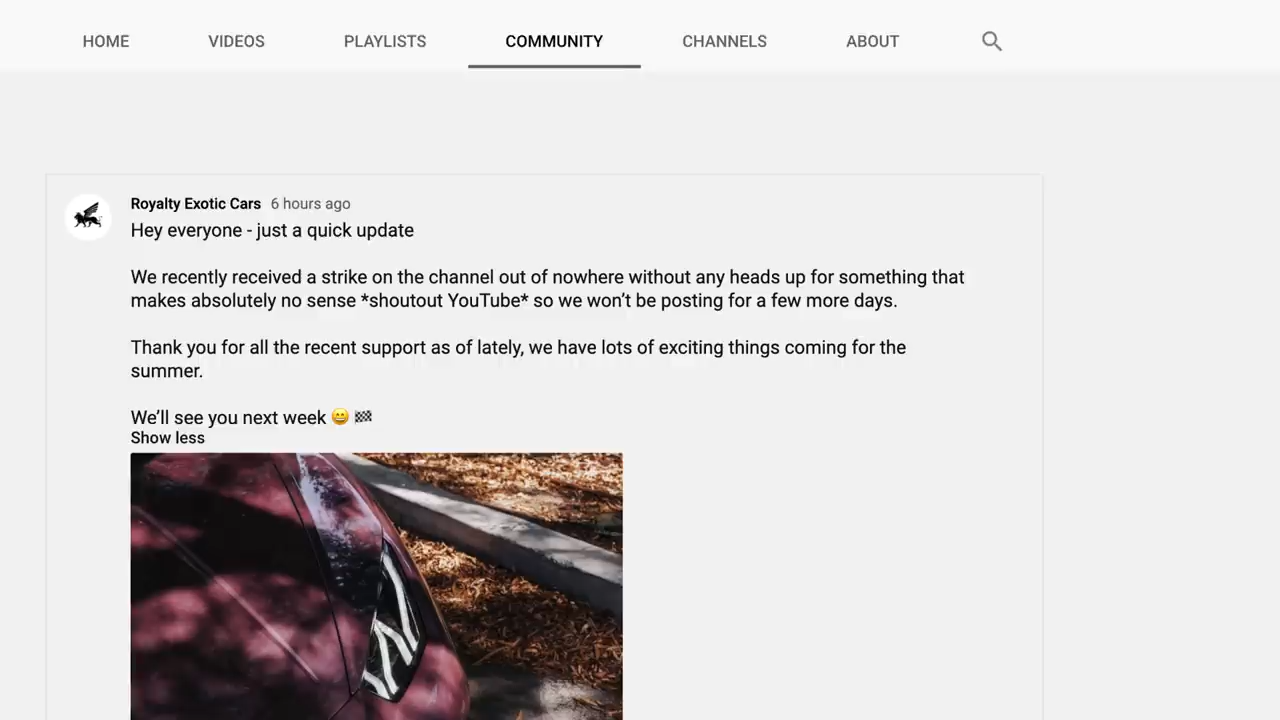 HOME VIDEOS PLAYLISTS COMMUNITY CHANNELS ABOUT
Royalty Exotic Cars 6 hours ago
Hey everyone - just a quick update
We recently received a strike on the channel out of nowhere without any heads up for something that
makes absolutely no sense *shoutout YouTube* so we won’t be posting for a few more days.
Thank you for all the recent support as of lately, we have lots of exciting things coming for the
summer.
We’ll see you next week 😄 🏁
Show less